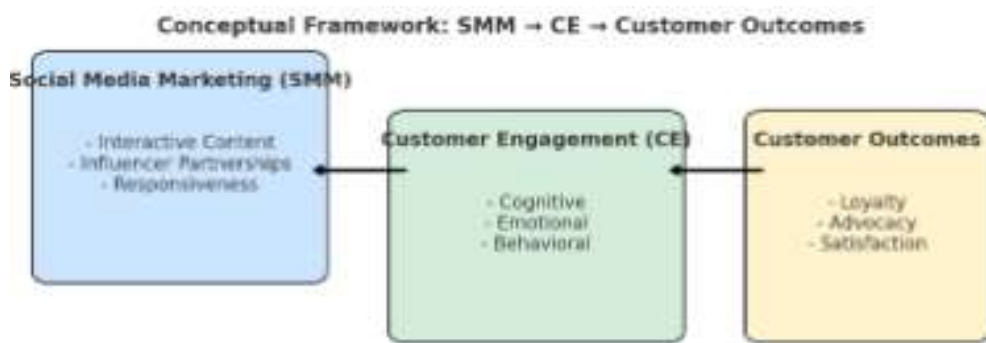 Conceptual Framework: SMM → CE → Customer Outcomes
Social Media Marketing (SMM)
- Interactive Content
- Influencer Partnerships
- Responsiveness
Customer Engagement (CE)
- Cognitive
- Emotional
- Behavioral
Customer Outcomes
- Loyalty
- Advocacy
- Satisfaction